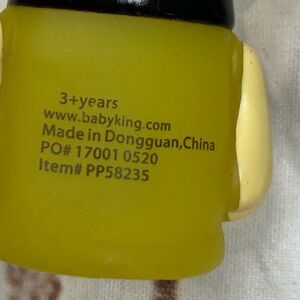 3+years
www.babyking.com
Made in Dongguan,China
PO# 17001 0520
Item# PP58235